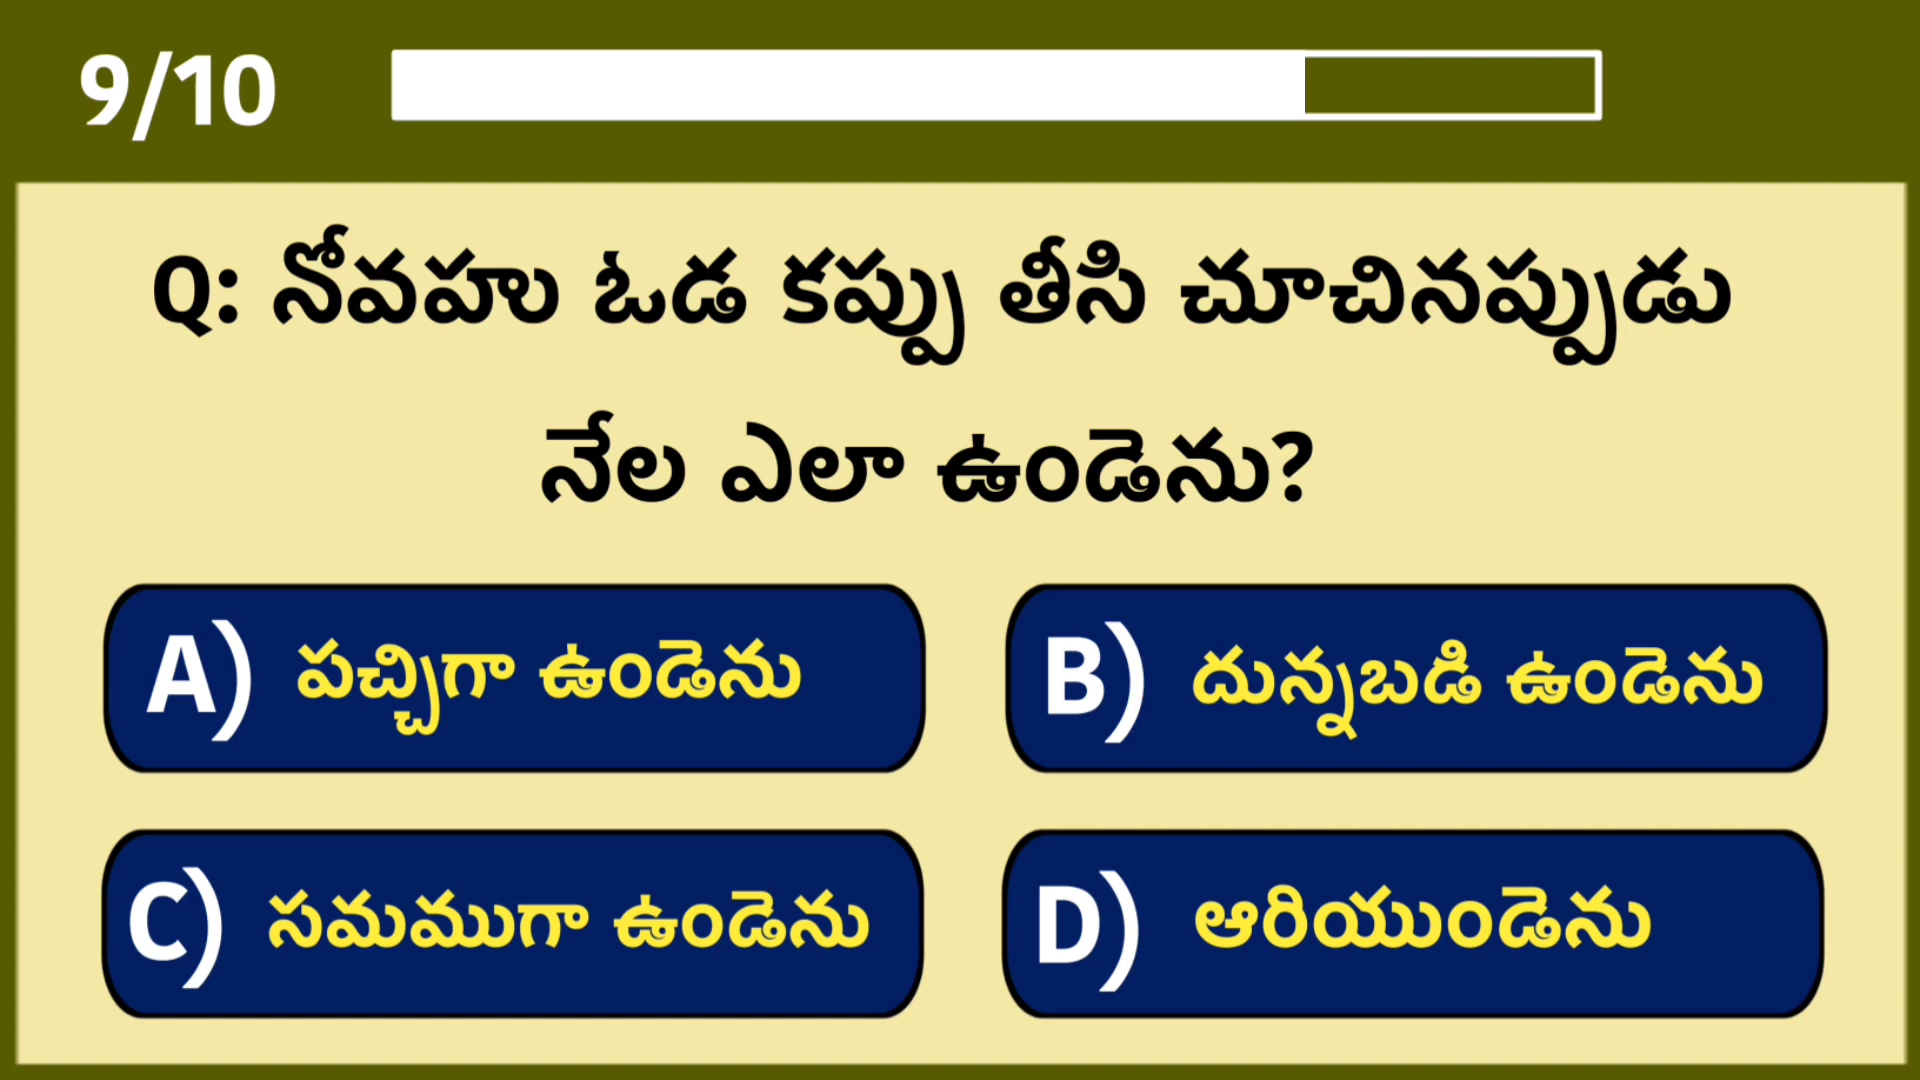 9/10
Q: నోవహు ఓడ కప్పు తీసి చూచినప్పుడు
నేల ఎలా ఉండెను?
A) పచ్చిగా ఉండెను
B) దున్నబడి ఉండెను
C) సమముగా ఉండెను
D) ఆరియుండెను